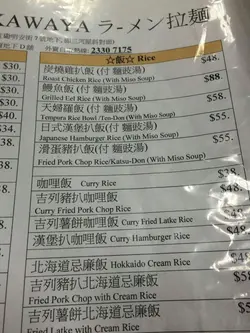 KAWAYA ラーメン 拉麵
2330 7175
☆飯☆ Rice
$48.
$30.
炭燒雞扒飯(付 麵豉湯)
Roast Chicken Rice (With Miso Soup)
$88.
鰻魚飯(付 麵豉湯)
Grilled Eel Rice (With Miso Soup)
$58.
天婦羅飯(付 麵豉湯)
Tempura Rice Bowl /Ten-Don (With Miso Soup)
$58.
日式漢堡扒飯(付 麵豉湯)
Japanese Hamburger Rice (With Miso Soup)
$58.
滑蛋豬扒飯(付 麵豉湯)
Fried Pork Chop Rice/Katsu-Don (With Miso Soup)
咖喱飯 Curry Rice
$38.
吉列豬扒咖喱飯
Fried Pork Chop Curry Rice
吉列薯餅咖喱飯 Curry Fried Latke Rice
漢堡扒咖喱飯 Curry Hamburger Rice
北海道忌廉飯 Hokkaido Cream Rice
吉列豬扒北海道忌廉飯
Fried Pork Chop with Cream Rice
吉列薯餅北海道忌廉飯
Fried Latke with Cream Rice